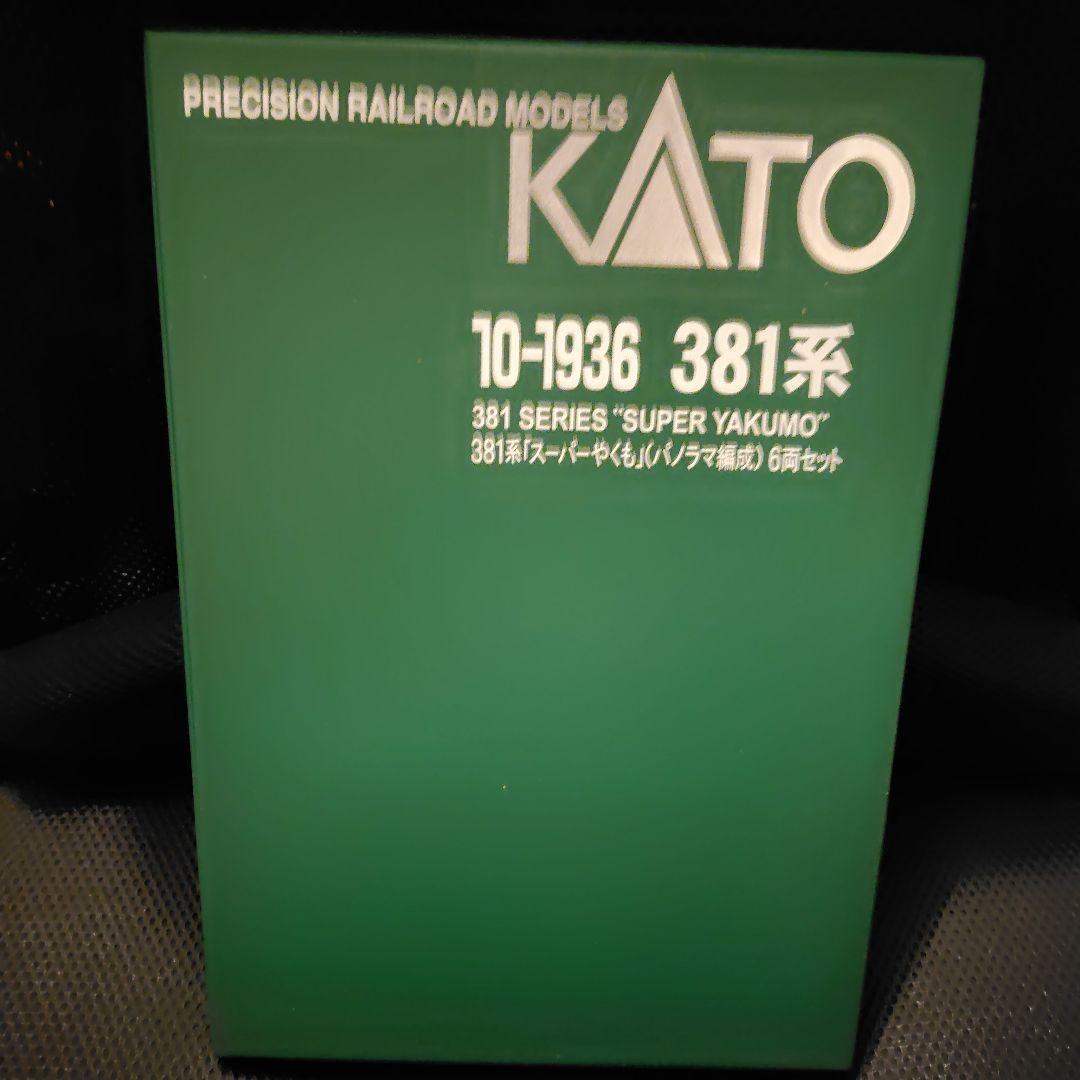 PRECISION RAILROAD MODELS
KATO
10-1936 381系
381 SERIES "SUPER YAKUMO"
381系「スーパーやくも」(パノラマ編成) 6両セット